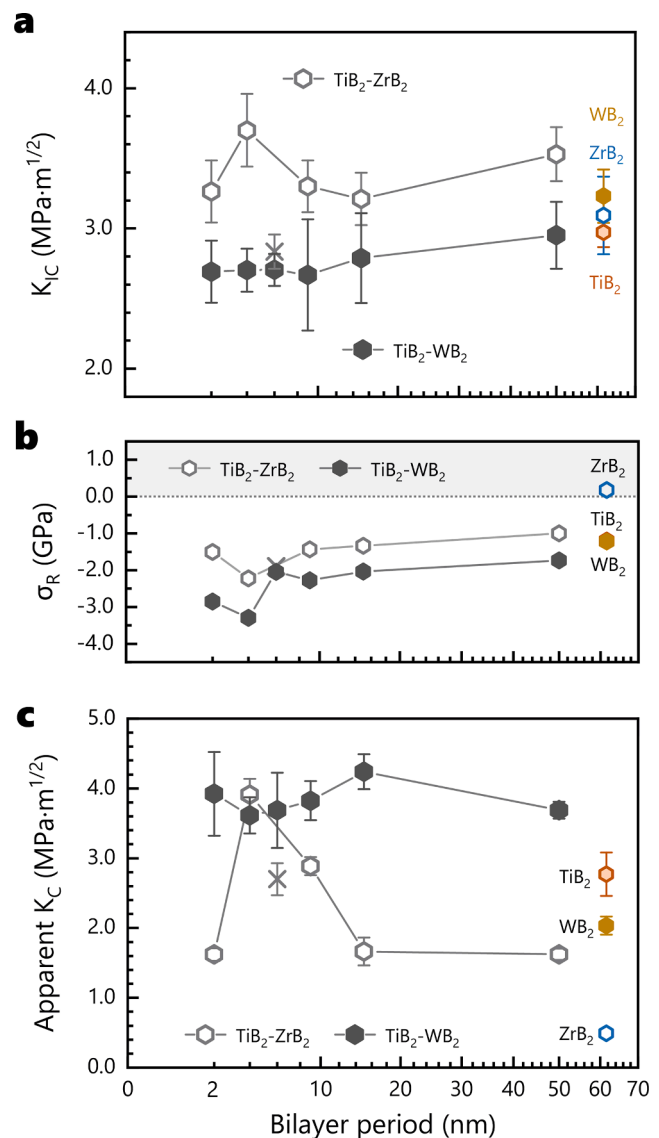 a
TiB₂-ZrB₂
4.0
3.0
2.0
K_IC (MPa·m^1/2)
WB₂
ZrB₂
TiB₂
TiB₂-WB₂
b
TiB₂-ZrB₂
TiB₂-WB₂
1.0
0.0
-1.0
-2.0
-3.0
-4.0
σ_R (GPa)
ZrB₂
TiB₂
WB₂
c
5.0
4.0
3.0
2.0
1.0
0.0
Apparent K_C (MPa·m^1/2)
TiB₂
WB₂
ZrB₂
TiB₂-ZrB₂
TiB₂-WB₂
0 2 10 20 30 40 50 60 70
Bilayer period (nm)